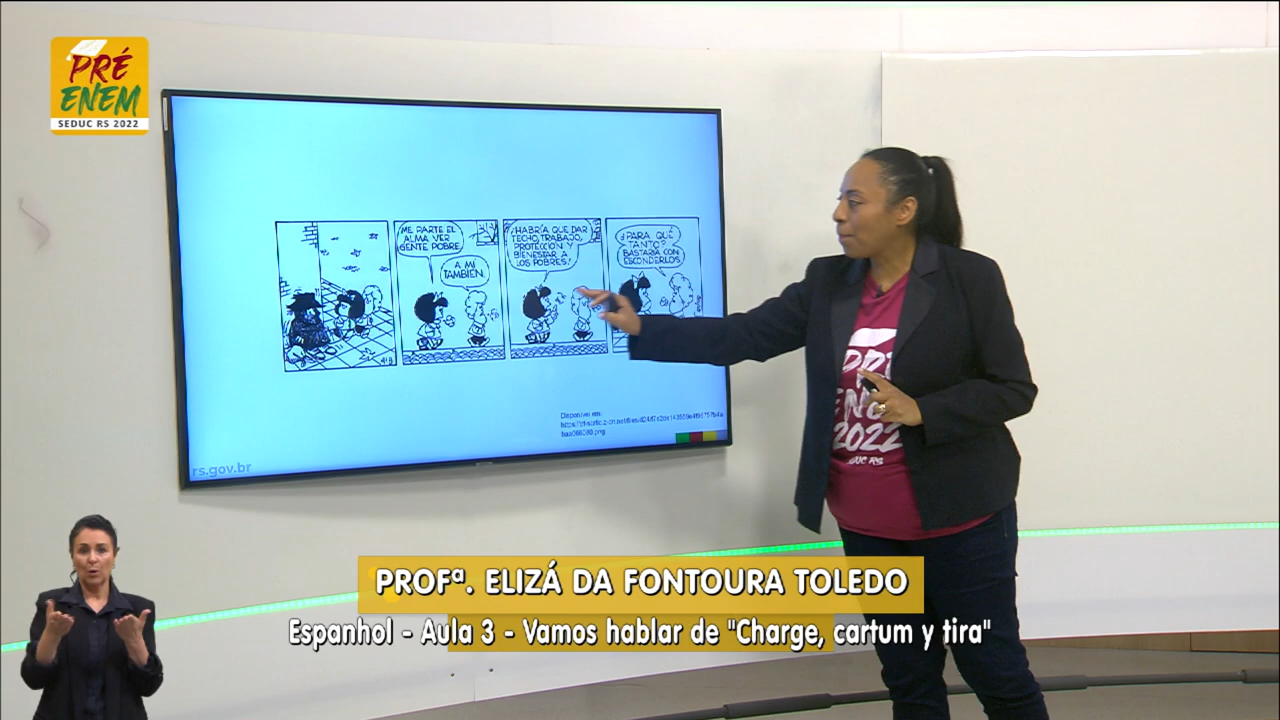 PRÉ
ENEM
SEDUC RS 2022
ME PARTE EL
ALMA VER
GENTE POBRE
A MI
TAMBIÉN
¡HABRÍA QUE DAR
TECHO, TRABAJO,
PROTECCIÓN Y
BIENESTAR A
LOS POBRES!
¿PARA QUÉ
TANTO?
BASTARÍA CON
ESCONDERLOS
Disponível em:
rs.gov.br
2022
SEDUC RS
PROFª. ELIZÁ DA FONTOURA TOLEDO
Espanhol - Aula 3 - Vamos hablar de "Charge, cartum y tira"